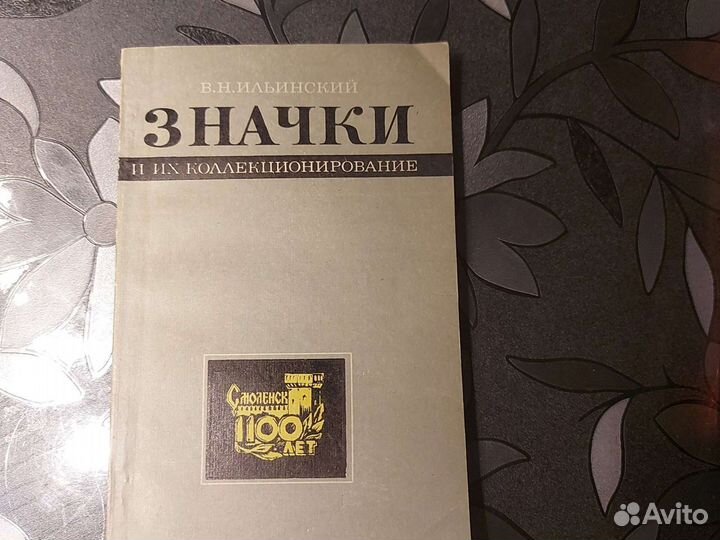 В.Н.ИЛЬИНСКИЙ
ЗНАЧКИ
И ИХ КОЛЛЕКЦИОНИРОВАНИЕ
СМОЛЕНСК
1100
ЛЕТ
Avito